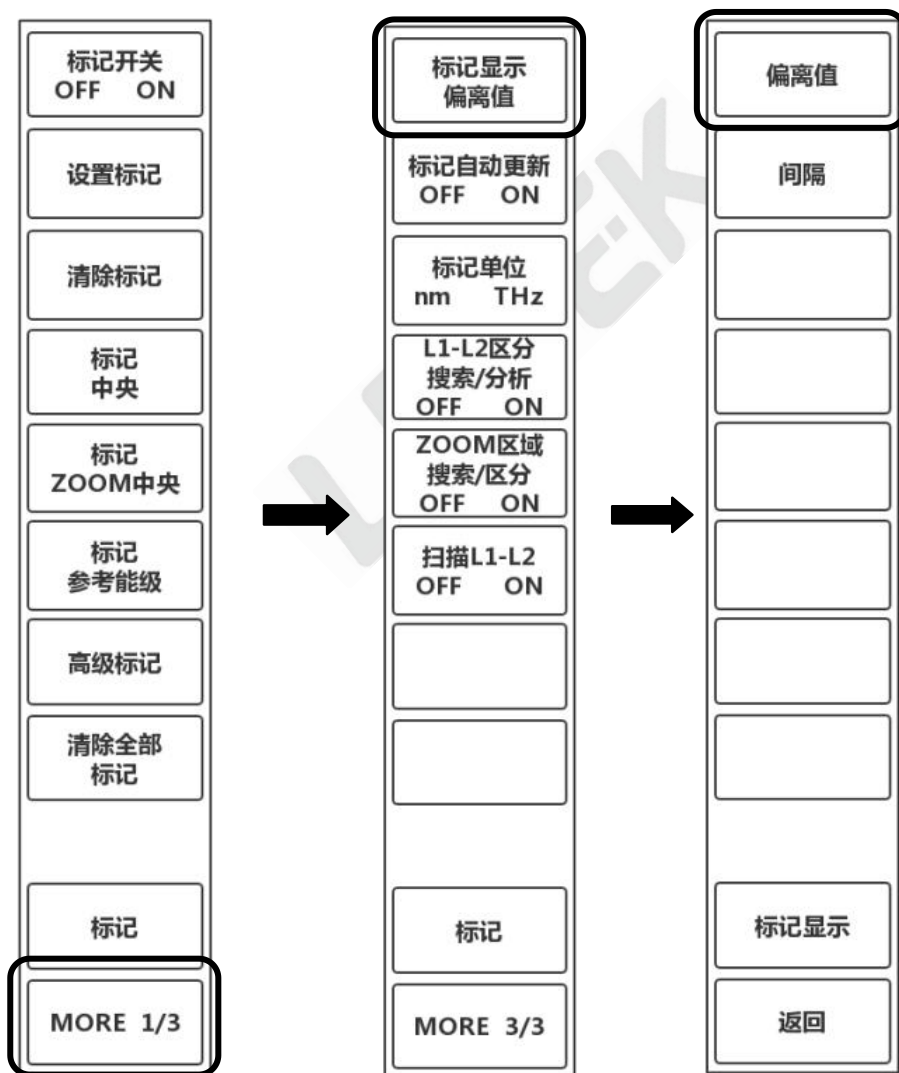 标记开关
OFF ON
设置标记
清除标记
标记
中央
标记
ZOOM中央
标记
参考能级
高级标记
清除全部
标记
标记
MORE 1/3
标记显示
偏离值
标记自动更新
OFF ON
标记单位
nm THz
L1-L2区分
搜索/分析
OFF ON
ZOOM区域
搜索/区分
OFF ON
扫描L1-L2
OFF ON
标记
MORE 3/3
偏离值
间隔
标记显示
返回